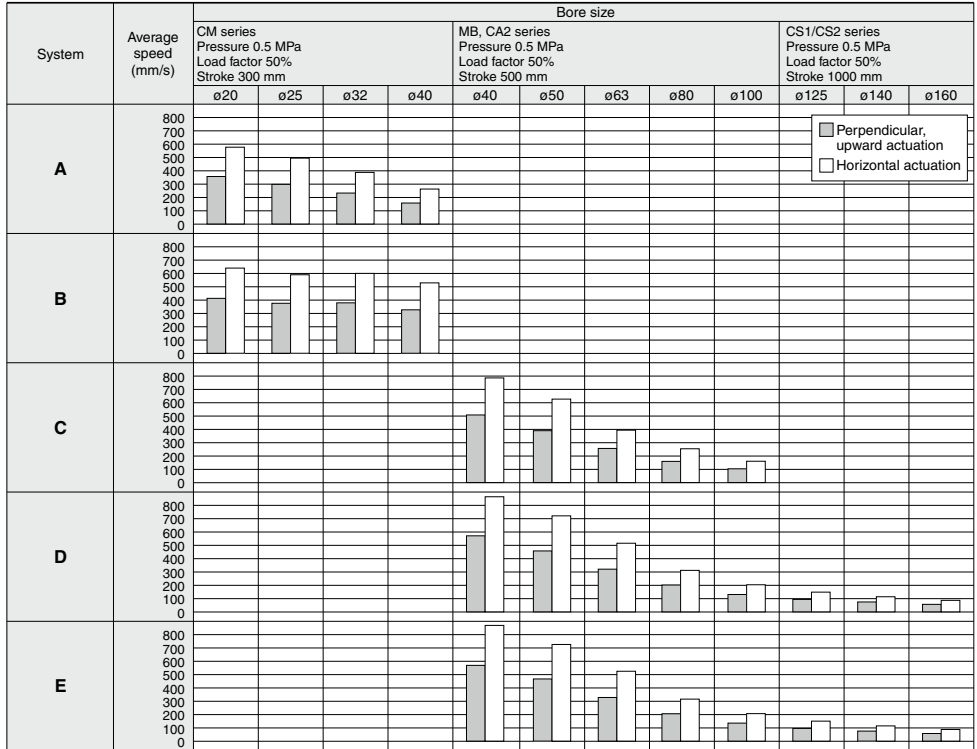 Bore size
System
Average
speed
(mm/s)
CM series
Pressure 0.5 MPa
Load factor 50%
Stroke 300 mm
MB, CA2 series
Pressure 0.5 MPa
Load factor 50%
Stroke 500 mm
CS1/CS2 series
Pressure 0.5 MPa
Load factor 50%
Stroke 1000 mm
ø20 ø25 ø32 ø40 ø40 ø50 ø63 ø80 ø100 ø125 ø140 ø160
A
800
700
600
500
400
300
200
100
0
Perpendicular,
upward actuation
Horizontal actuation
B
800
700
600
500
400
300
200
100
0
C
800
700
600
500
400
300
200
100
0
D
800
700
600
500
400
300
200
100
0
E
800
700
600
500
400
300
200
100
0